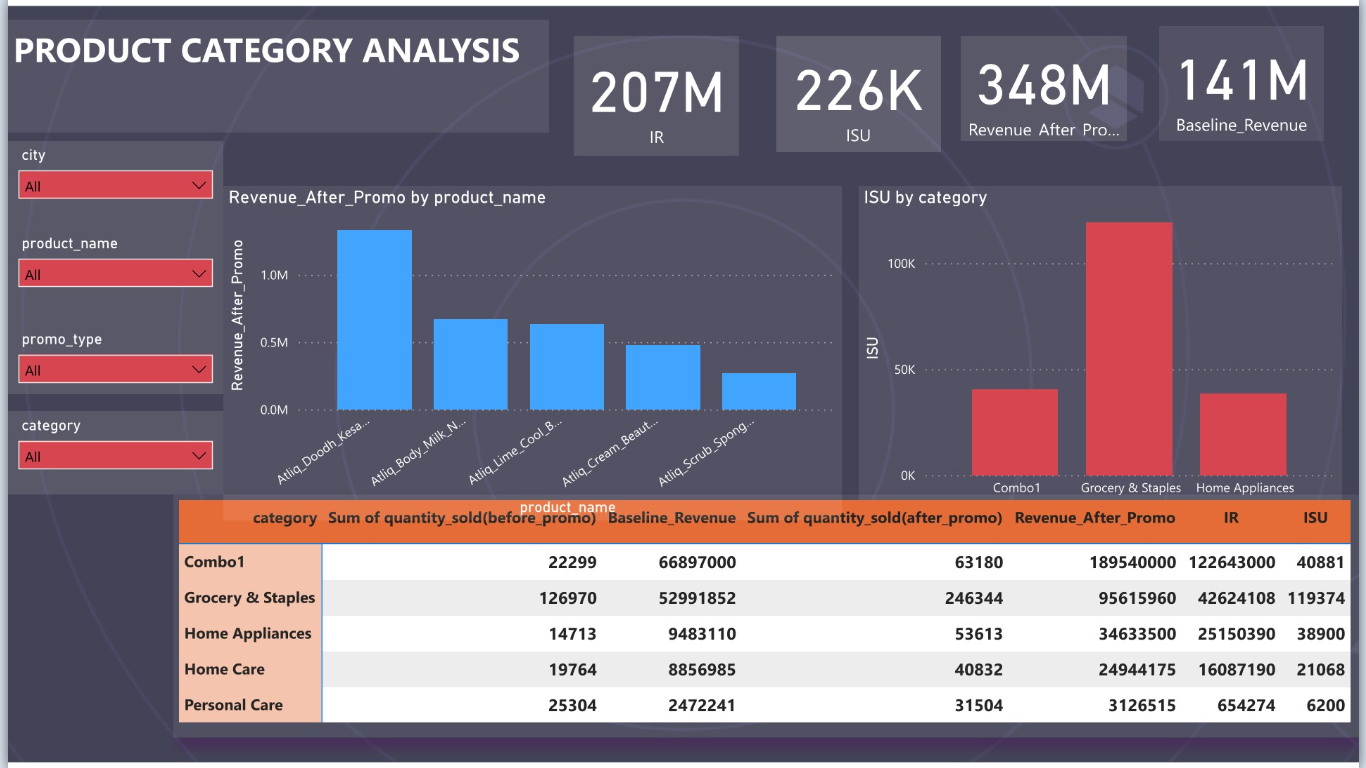 PRODUCT CATEGORY ANALYSIS
207M
IR
226K
ISU
348M
Revenue After Pro...
141M
Baseline_Revenue
city
All
product_name
All
promo_type
All
category
All
Revenue_After_Promo by product_name
Revenue_After_Promo
1.0M
0.5M
0.0M
Atliq_Doodh_Kesa...
Atliq_Body_Milk_N...
Atliq_Lime_Cool_B...
Atliq_Cream_Beaut...
Atliq_Scrub_Spong...
product_name
ISU by category
ISU
100K
50K
0K
Combo1 Grocery & Staples Home Appliances
category Sum of quantity_sold(before_promo) Baseline_Revenue Sum of quantity_sold(after_promo) Revenue_After_Promo IR ISU
Combo1 22299 66897000 63180 189540000 122643000 40881
Grocery & Staples 126970 52991852 246344 95615960 42624108 119374
Home Appliances 14713 9483110 53613 34633500 25150390 38900
Home Care 19764 8856985 40832 24944175 16087190 21068
Personal Care 25304 2472241 31504 3126515 654274 6200